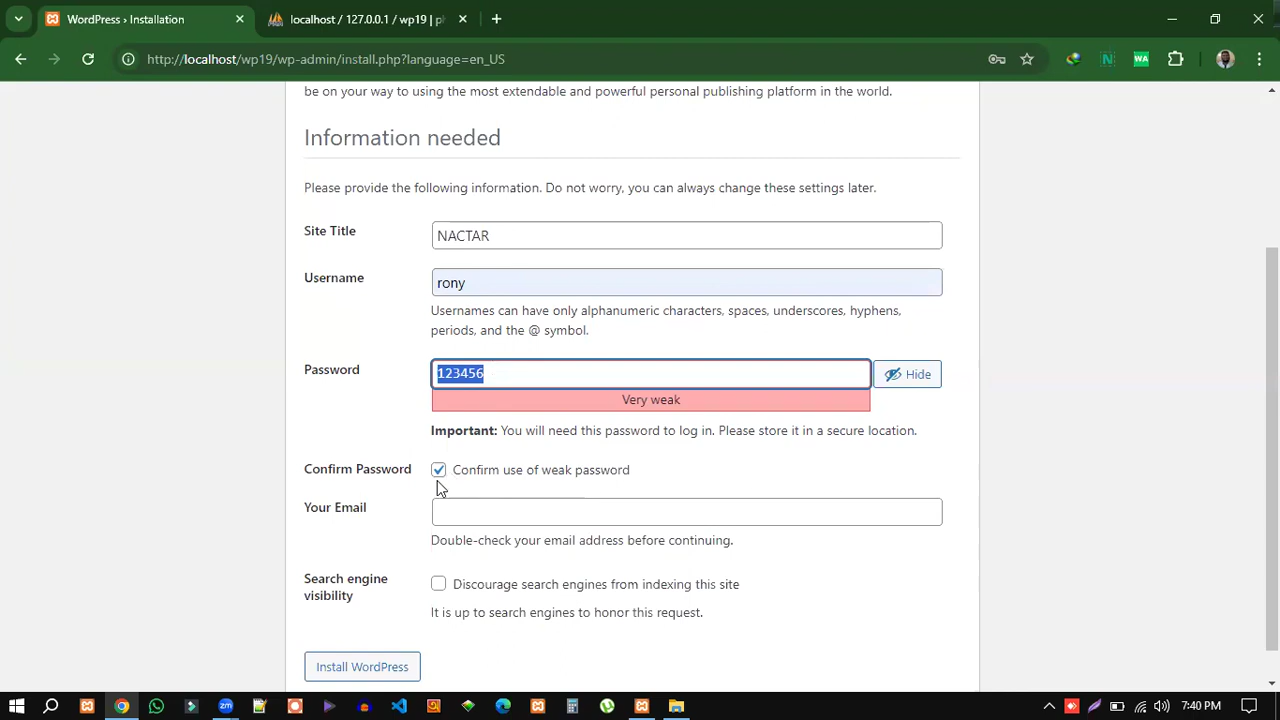 WordPress › Installation
localhost / 127.0.0.1 / wp19 | p
http://localhost/wp19/wp-admin/install.php?language=en_US
WA
be on your way to using the most extendable and powerful personal publishing platform in the world.
Information needed
Please provide the following information. Do not worry, you can always change these settings later.
Site Title
NACTAR
Username
rony
Usernames can have only alphanumeric characters, spaces, underscores, hyphens,
periods, and the @ symbol.
Password
123456
Hide
Very weak
Important: You will need this password to log in. Please store it in a secure location.
Confirm Password
Confirm use of weak password
Your Email
Double-check your email address before continuing.
Search engine
visibility
Discourage search engines from indexing this site
It is up to search engines to honor this request.
Install WordPress
zm
7:40 PM